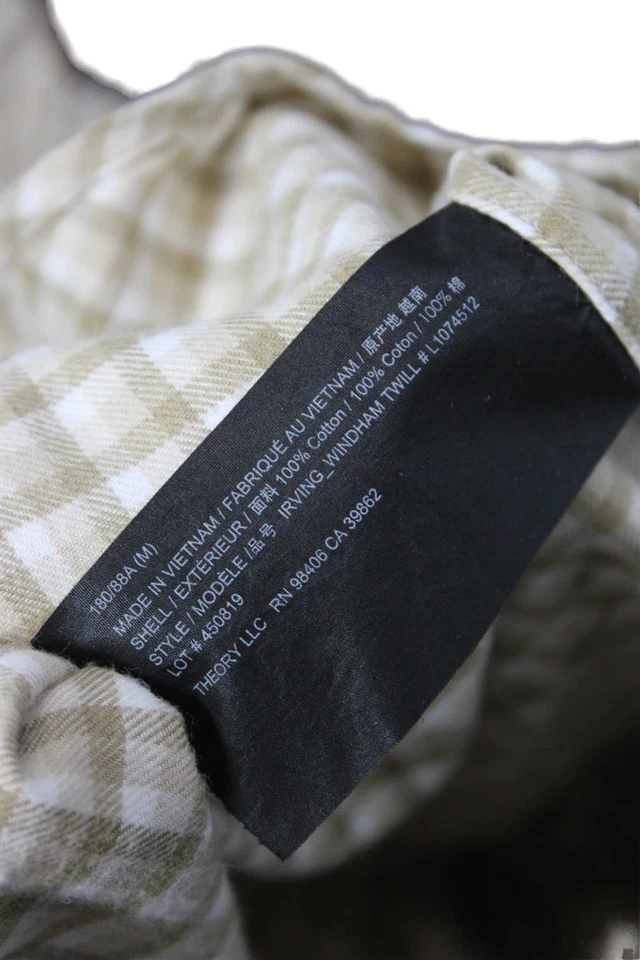 180/88A (M)
MADE IN VIETNAM / FABRIQUÉ AU VIETNAM / 原产地 越南
SHELL / EXTÉRIEUR / 面料 100% Cotton / 100% Coton / 100% 棉
STYLE / MODÈLE / 品号 IRVING_WINDHAM TWILL # L1074512
LOT # 450819
THEORY LLC RN 98406 CA 39862